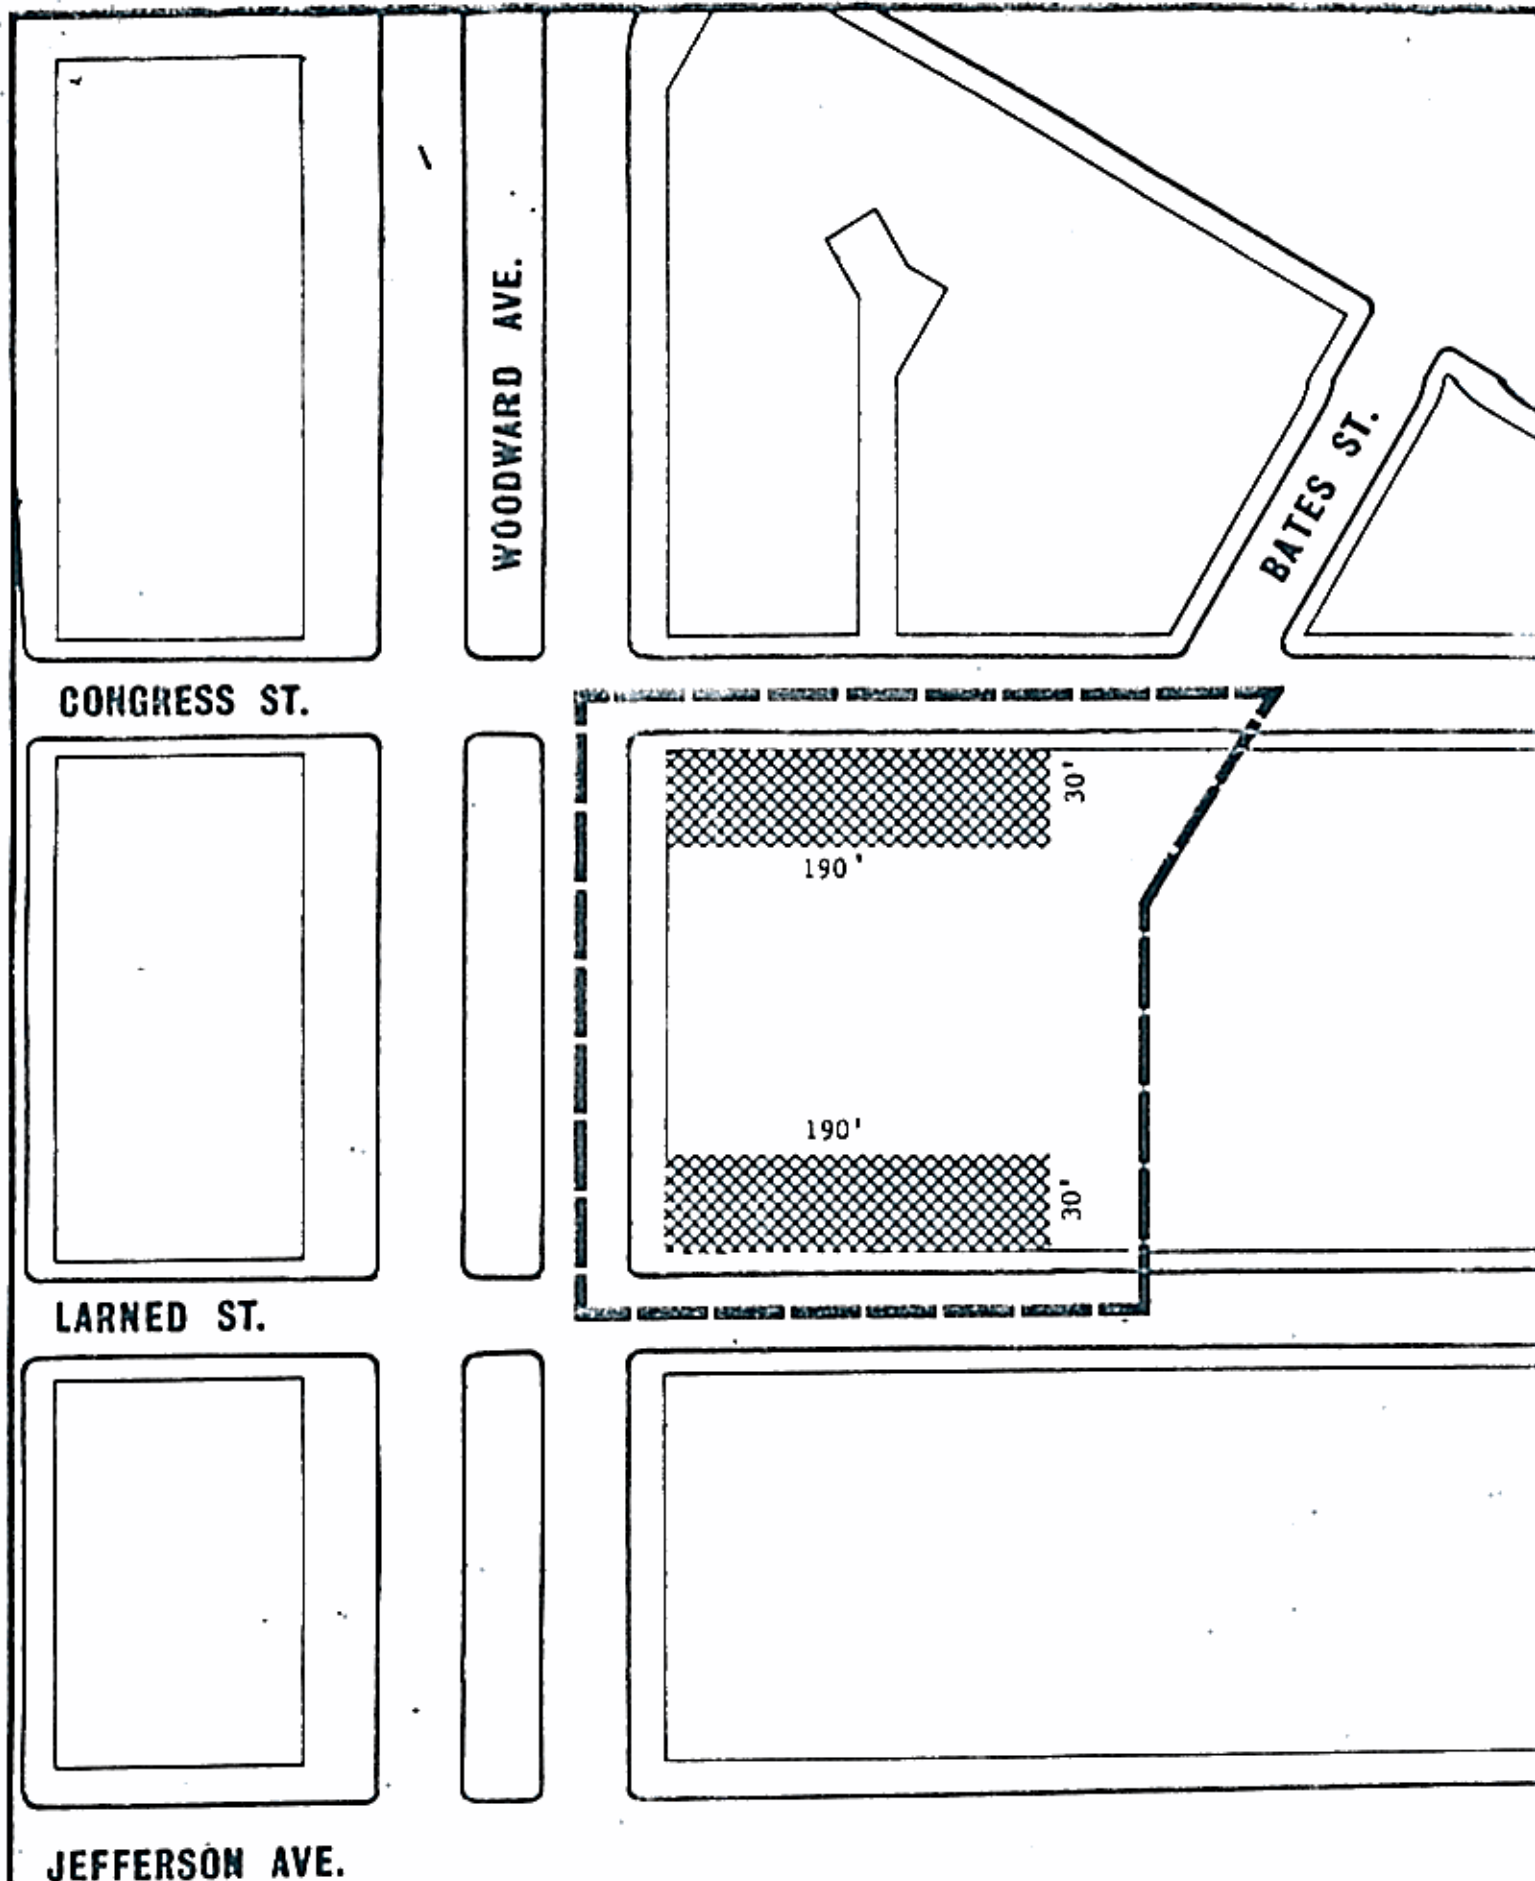 WOODWARD AVE.
BATES ST.
CONGRESS ST.
30'
190'
190'
30'
LARNED ST.
JEFFERSON AVE.